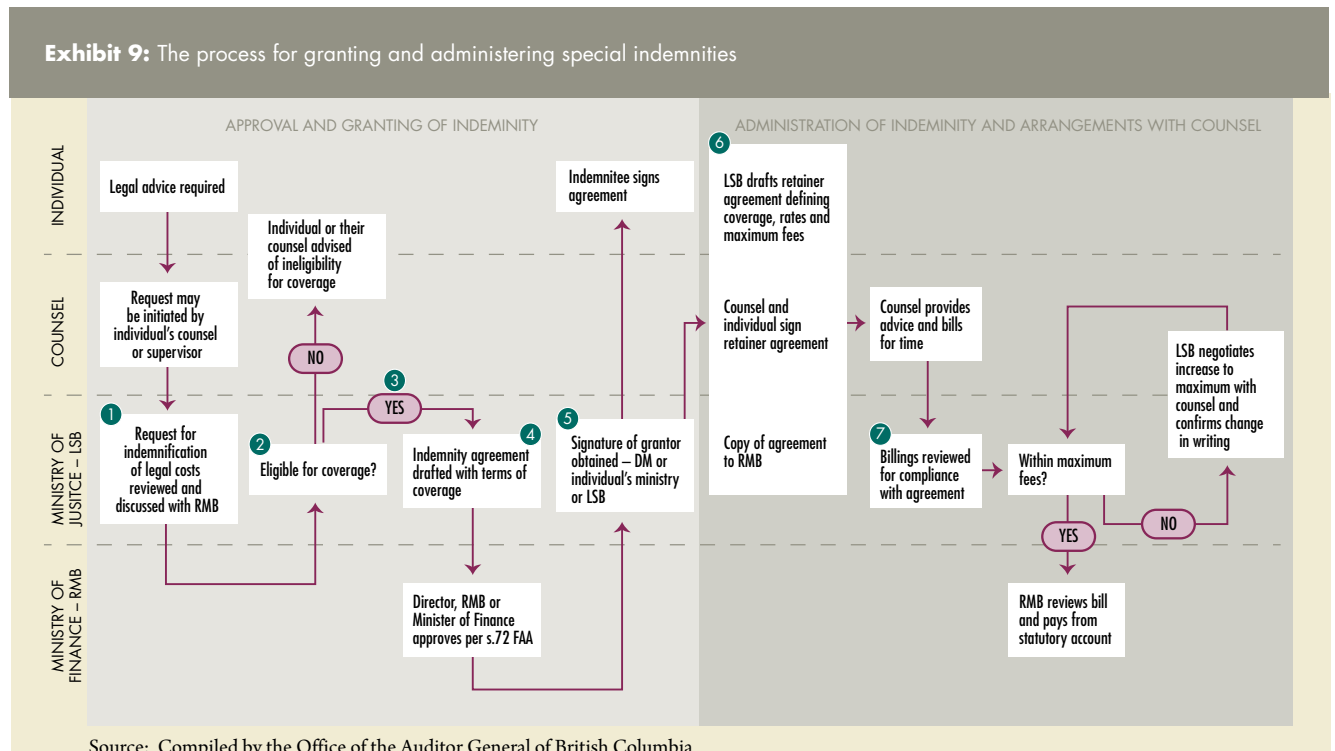 Exhibit 9: The process for granting and administering special indemnities
APPROVAL AND GRANTING OF INDEMINITY
ADMINISTRATION OF INDEMINITY AND ARRANGEMENTS WITH COUNSEL
INDIVIDUAL
COUNSEL
MINISTRY OF
JUSITCE – LSB
MINISTRY OF
FINANCE – RMB
Legal advice required
Request may
be initiated by
individual's counsel
or supervisor
1
Request for
indemnification
of legal costs
reviewed and
discussed with RMB
2
Eligible for coverage?
NO
Individual or their
counsel advised
of ineligibility
for coverage
3
YES
4
Indemnity agreement
drafted with terms of
coverage
Director, RMB or
Minister of Finance
approves per s.72 FAA
5
Signature of grantor
obtained – DM or
individual's ministry
or LSB
Indemnitee signs
agreement
6
LSB drafts retainer
agreement defining
coverage, rates and
maximum fees
Counsel and
individual sign
retainer agreement
Copy of agreement
to RMB
Counsel provides
advice and bills
for time
7
Billings reviewed
for compliance
with agreement
Within maximum
fees?
NO
LSB negotiates
increase to
maximum with
counsel and
confirms change
in writing
YES
RMB reviews bill
and pays from
statutory account
Source: Compiled by the Office of the Auditor General of British Columbia